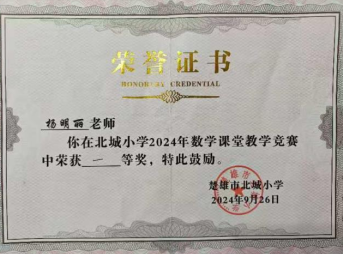 荣誉证书
HONORARY CREDENTIAL
杨明丽老师
你在北城小学2024年数学课堂教学竞赛
中荣获 一 等奖，特此鼓励。
楚雄市北城小学
2024年9月26日